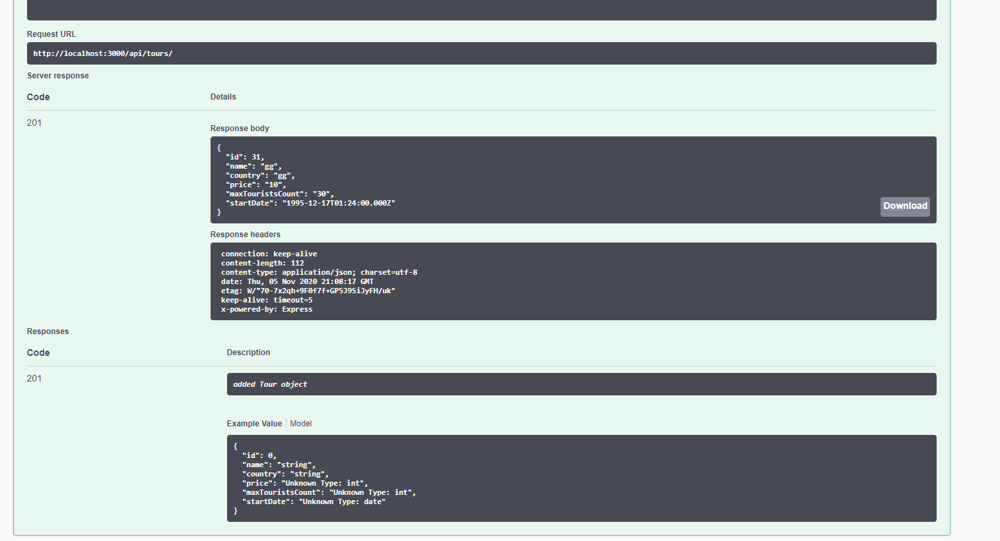 Request URL
http://localhost:3000/api/tours/
Server response
Code Details
201
Response body
{
"id": 31,
"name": "gg",
"country": "gg",
"price": "10",
"maxTouristsCount": "30",
"startDate": "1995-12-17T01:24:00.000Z"
}
Download
Response headers
connection: keep-alive
content-length: 112
content-type: application/json; charset=utf-8
date: Thu, 05 Nov 2020 21:08:17 GMT
etag: W/"70-7x2qh+9F0f7f+GP5J9SiJyFH/uk"
keep-alive: timeout=5
x-powered-by: Express
Responses
Code Description
201
added Tour object
Example Value Model
{
"id": 0,
"name": "string",
"country": "string",
"price": "Unknown Type: int",
"maxTouristsCount": "Unknown Type: int",
"startDate": "Unknown Type: date"
}